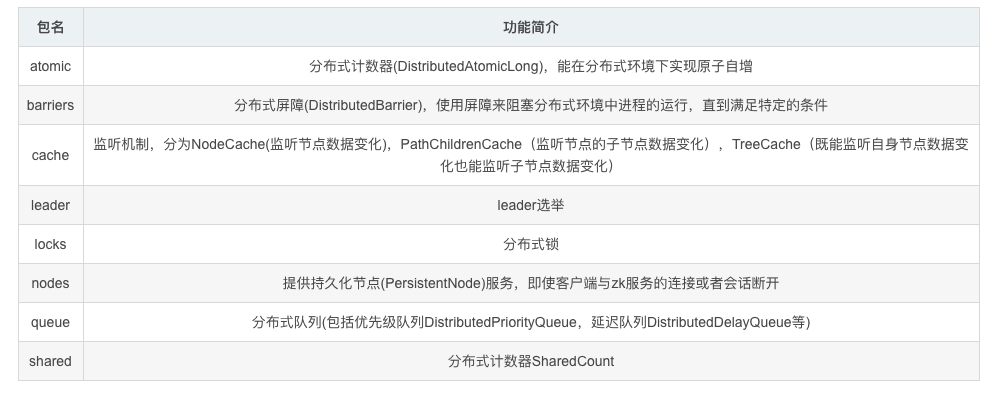 包名 功能简介
atomic 分布式计数器(DistributedAtomicLong)，能在分布式环境下实现原子自增
barriers 分布式屏障(DistributedBarrier)，使用屏障来阻塞分布式环境中进程的运行，直到满足特定的条件
cache 监听机制，分为NodeCache(监听节点数据变化)，PathChildrenCache（监听节点的子节点数据变化），TreeCache（既能监听自身节点数据变
化也能监听子节点数据变化）
leader leader选举
locks 分布式锁
nodes 提供持久化节点(PersistentNode)服务，即使客户端与zk服务的连接或者会话断开
queue 分布式队列(包括优先级队列DistributedPriorityQueue，延迟队列DistributedDelayQueue等)
shared 分布式计数器SharedCount